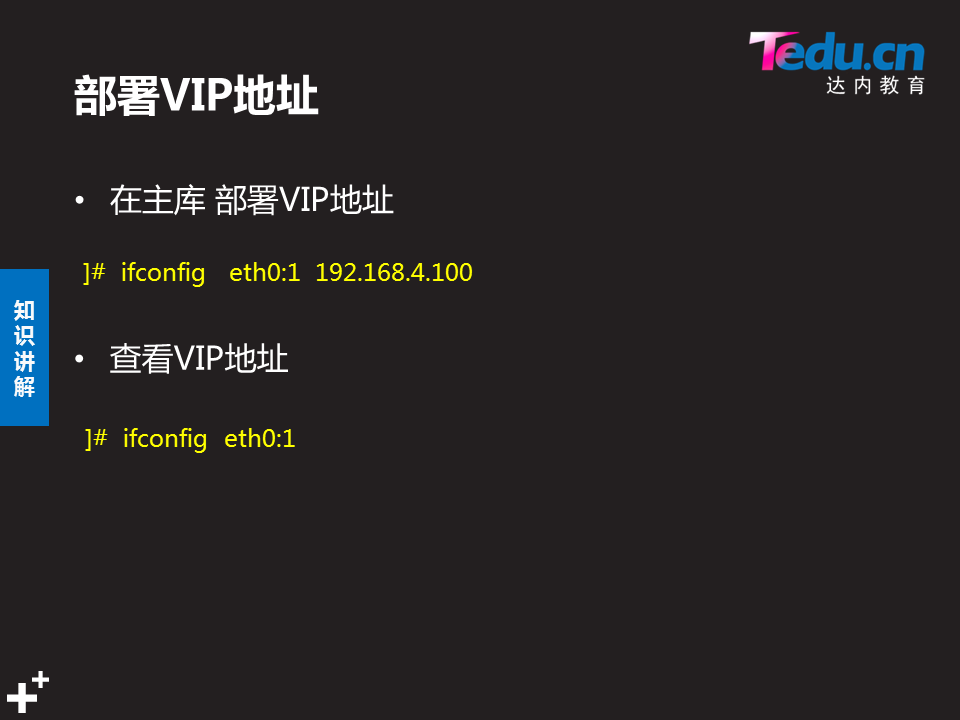 Tedu.cn
达内教育
部署VIP地址
• 在主库 部署VIP地址
]# ifconfig eth0:1 192.168.4.100
知识讲解
• 查看VIP地址
]# ifconfig eth0:1